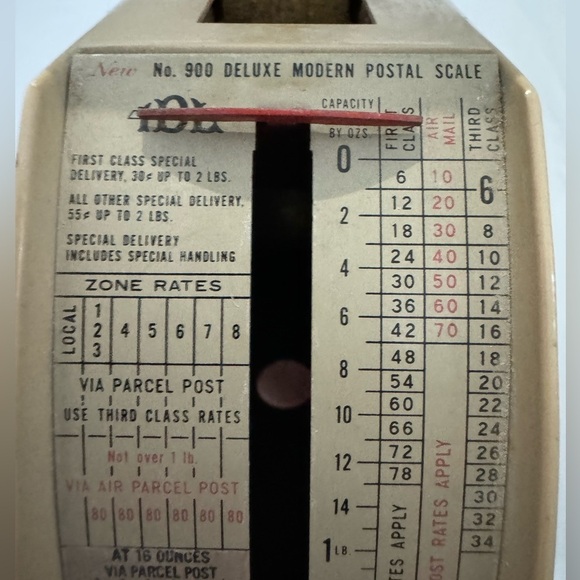 New No. 900 DELUXE MODERN POSTAL SCALE
IDL
FIRST CLASS SPECIAL
DELIVERY, 30¢ UP TO 2 LBS.
ALL OTHER SPECIAL DELIVERY,
55¢ UP TO 2 LBS.
SPECIAL DELIVERY
INCLUDES SPECIAL HANDLING
ZONE RATES
LOCAL
1
2
3
4 5 6 7 8
VIA PARCEL POST
USE THIRD CLASS RATES
Not over 1 lb.
VIA AIR PARCEL POST
80 80 80 80 80 80
AT 16 OUNCES
VIA PARCEL POST
CAPACITY
BY OZS.
0
2
4
6
8
10
12
14
1 LB.
FIRST CLASS
6
12
18
24
30
36
42
48
54
60
66
72
78
APPLY
AIR MAIL
10
20
30
40
50
60
70
RATES APPLY
THIRD CLASS
6
8
10
12
14
16
18
20
22
24
26
28
30
32
34